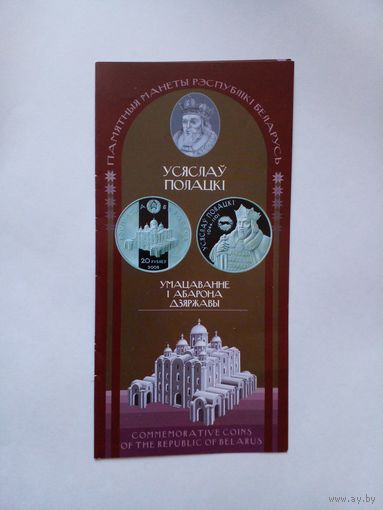 ПАМЯТНЫЯ МАНЕТЫ РЭСПУБЛІКІ БЕЛАРУСЬ
УСЯСЛАЎ
ПОЛАЦКІ
20 РУБЛЁЎ
УСЯСЛАЎ ПОЛАЦКІ
УМАЦАВАННЕ
І АБАРОНА
ДЗЯРЖАВЫ
COMMEMORATIVE COINS
OF THE REPUBLIC OF BELARUS
www.ay.by